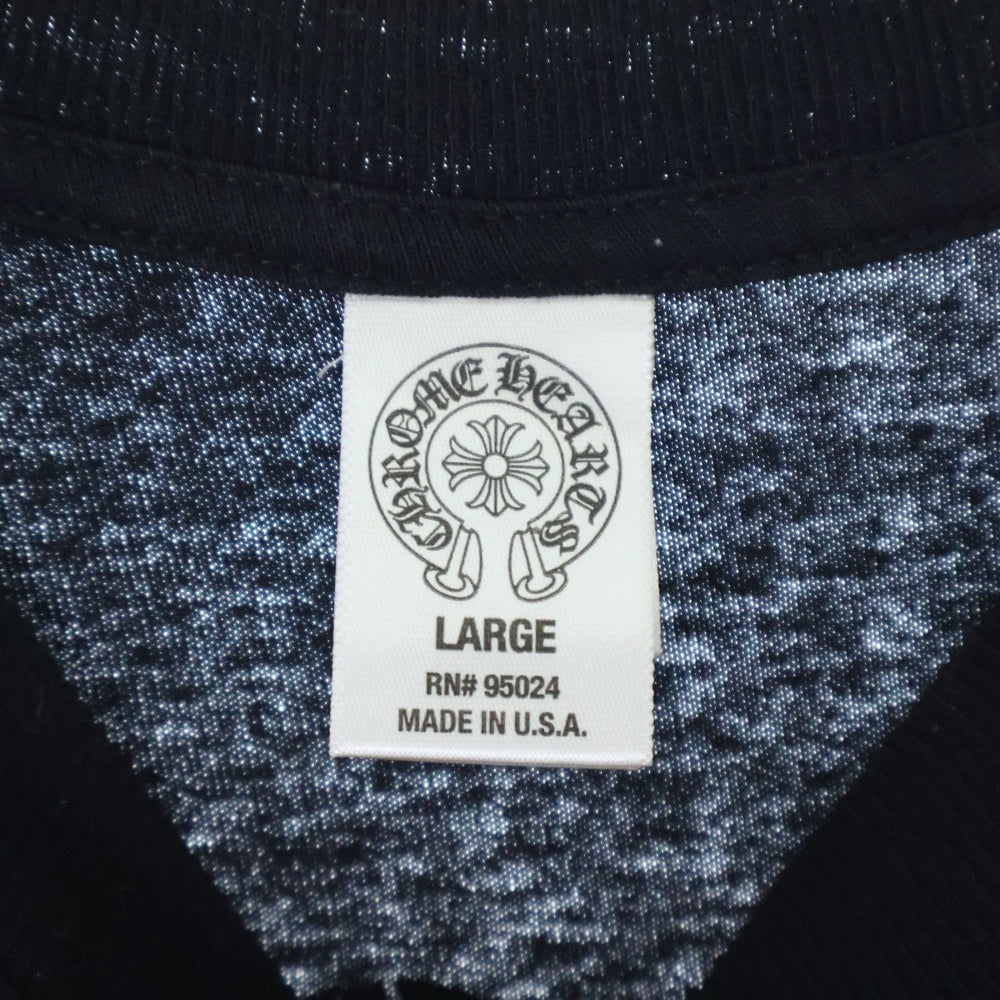 CHROME HEARTS
LARGE
RN# 95024
MADE IN U.S.A.